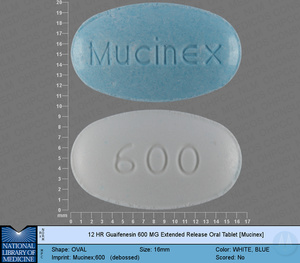 Mucinex
600
12 HR Guaifenesin 600 MG Extended Release Oral Tablet [Mucinex]
NATIONAL
LIBRARY OF
MEDICINE
Shape: OVAL Size: 16mm Color: WHITE, BLUE
Imprint: Mucinex;600 (debossed) Scored: No